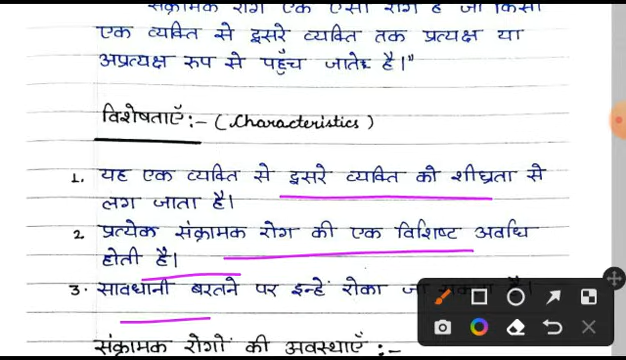 संक्रामक रोग एक ऐसा रोग है जो किसी
एक व्यक्ति से दूसरे व्यक्ति तक प्रत्यक्ष या
अप्रत्यक्ष रुप से पहुँच जाते है।"
विशेषताएँ:- (Characteristics)
1. यह एक व्यक्ति से दूसरे व्यक्ति को शीघ्रता से
लग जाता है।
2 प्रत्येक संक्रामक रोग की एक विशिष्ट अवधि
होती है।
3. सावधानी बरतने पर इन्हें रोका जा है।
संक्रामक रोगों की अवस्थाएँ:-